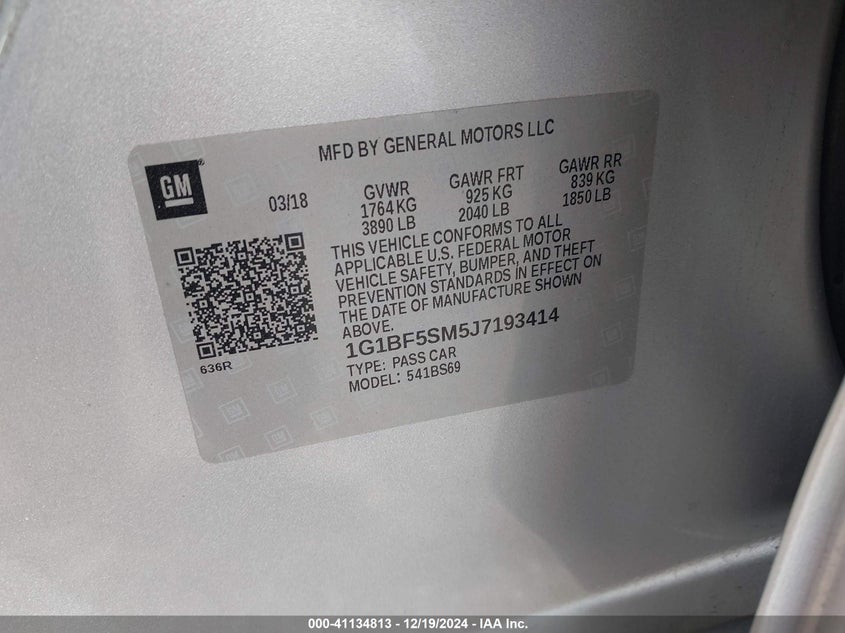 MFD BY GENERAL MOTORS LLC
GM
03/18
GVWR GAWR FRT GAWR RR
1764 KG 925 KG 839 KG
3890 LB 2040 LB 1850 LB
THIS VEHICLE CONFORMS TO ALL
APPLICABLE U.S. FEDERAL MOTOR
VEHICLE SAFETY, BUMPER, AND THEFT
PREVENTION STANDARDS IN EFFECT ON
THE DATE OF MANUFACTURE SHOWN
ABOVE.
636R
1G1BF5SM5J7193414
TYPE: PASS CAR
MODEL: 541BS69
000-41134813 - 12/19/2024 - IAA Inc.